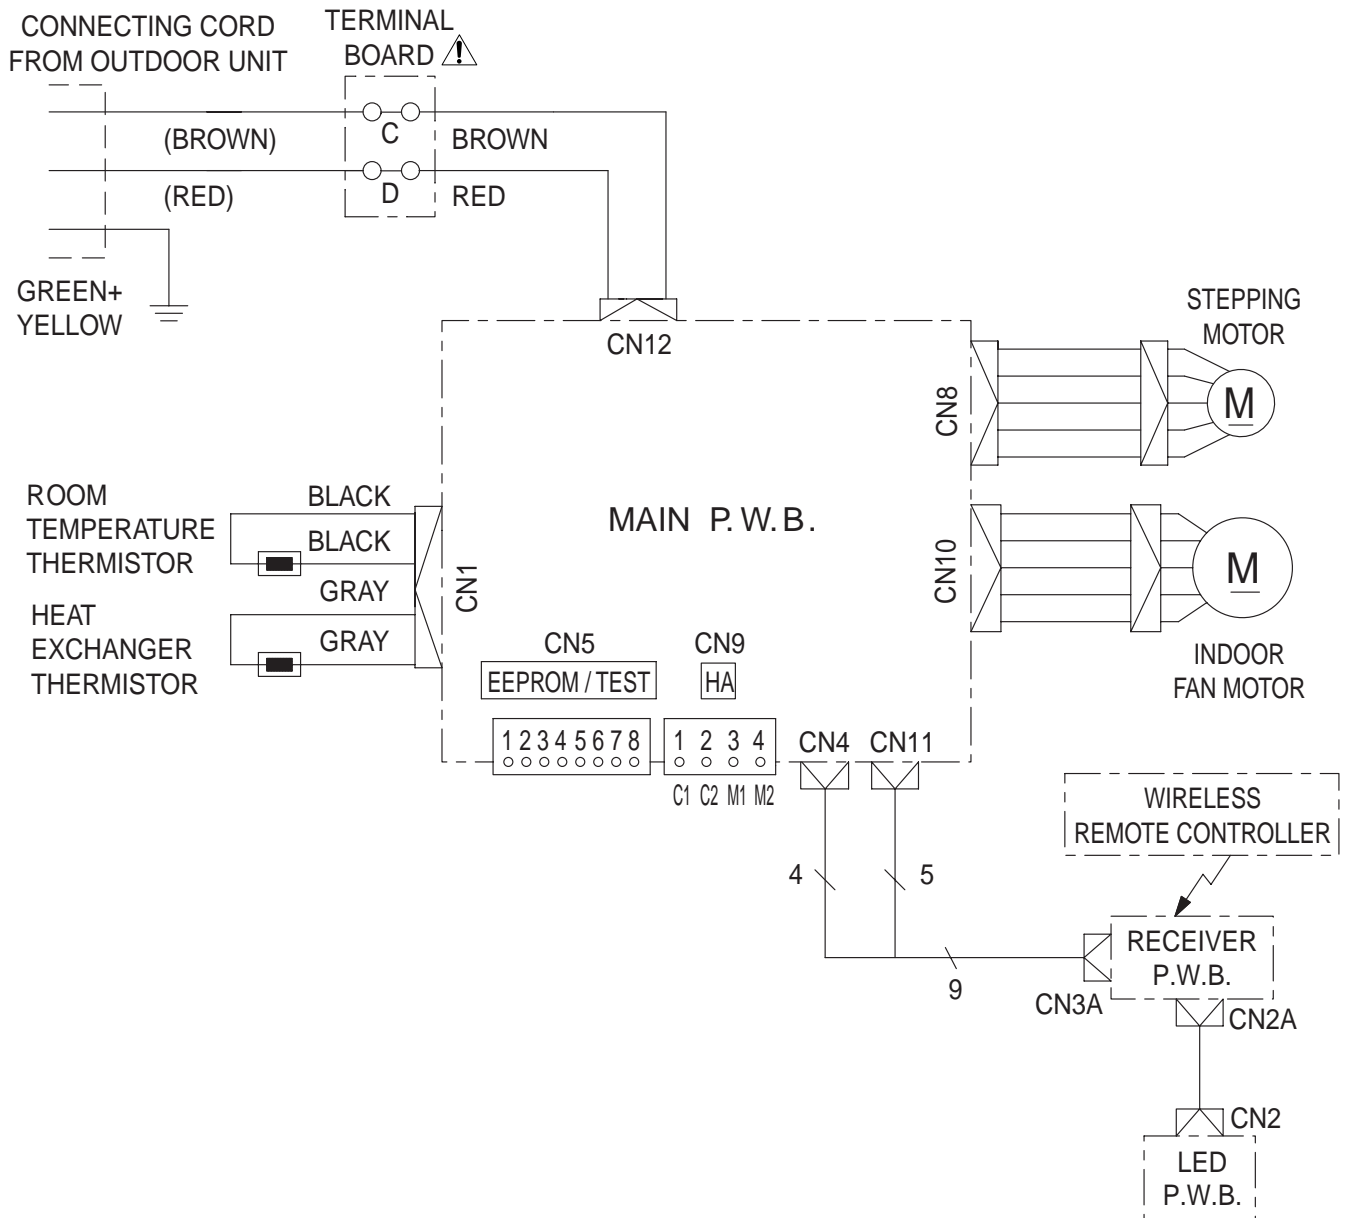 CONNECTING CORD
FROM OUTDOOR UNIT
TERMINAL
BOARD
(BROWN)
C
BROWN
(RED)
D
RED
GREEN+
YELLOW
CN12
STEPPING
MOTOR
CN8
M
ROOM
TEMPERATURE
THERMISTOR
BLACK
BLACK
GRAY
HEAT
EXCHANGER
THERMISTOR
GRAY
CN1
MAIN P.W.B.
CN10
M
INDOOR
FAN MOTOR
CN5
EEPROM / TEST
CN9
HA
1 2 3 4 5 6 7 8
1 2 3 4
C1 C2 M1 M2
CN4
CN11
WIRELESS
REMOTE CONTROLLER
4
5
9
RECEIVER
P.W.B.
CN3A
CN2A
CN2
LED
P.W.B.